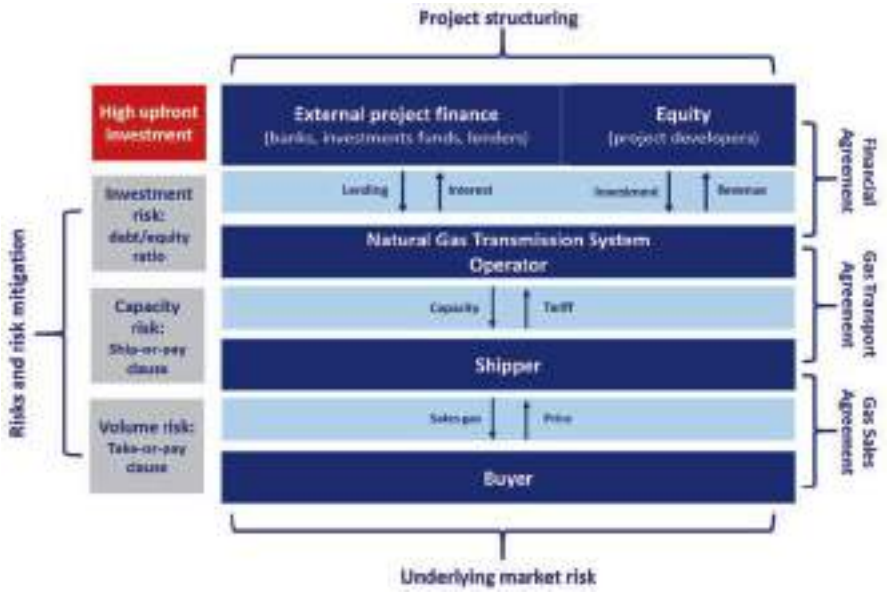 Project structuring
High upfront
investment
External project finance
(banks, investments funds, lenders)
Equity
(project developers)
Financial
Agreement
Investment
risk:
debt/equity
ratio
Lending
Interest
Investment
Revenue
Natural Gas Transmission System
Operator
Risks and risk mitigation
Capacity
risk:
Ship-or-pay
clause
Capacity
Tariff
Gas Transport
Agreement
Shipper
Volume risk:
Take-or-pay
clause
Sales gas
Price
Gas Sales
Agreement
Buyer
Underlying market risk